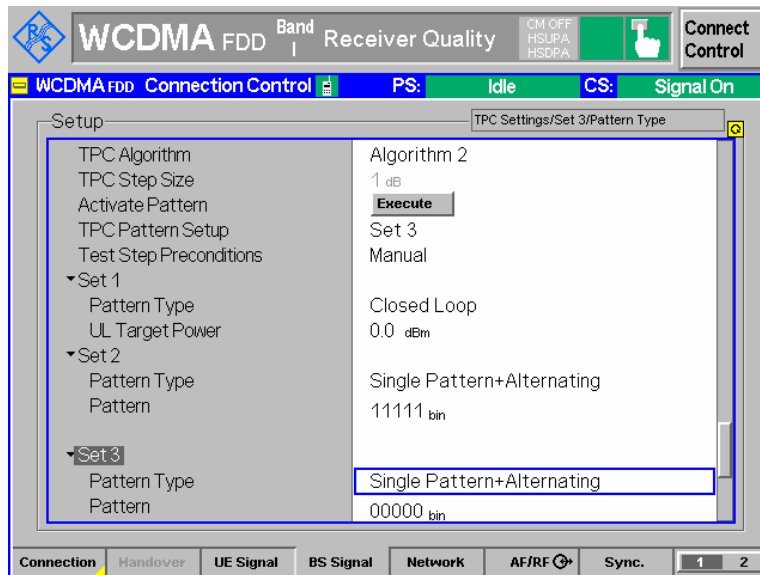 R&S WCDMA FDD Band I Receiver Quality CM OFF HSUPA HSDPA Connect Control
WCDMA FDD Connection Control PS: Idle CS: Signal On
Setup TPC Settings/Set 3/Pattern Type
TPC Algorithm Algorithm 2
TPC Step Size 1 dB
Activate Pattern Execute
TPC Pattern Setup Set 3
Test Step Preconditions Manual
Set 1
Pattern Type Closed Loop
UL Target Power 0.0 dBm
Set 2
Pattern Type Single Pattern+Alternating
Pattern 11111 bin
Set 3
Pattern Type Single Pattern+Alternating
Pattern 00000 bin
Connection Handover UE Signal BS Signal Network AF/RF Sync. 1 2